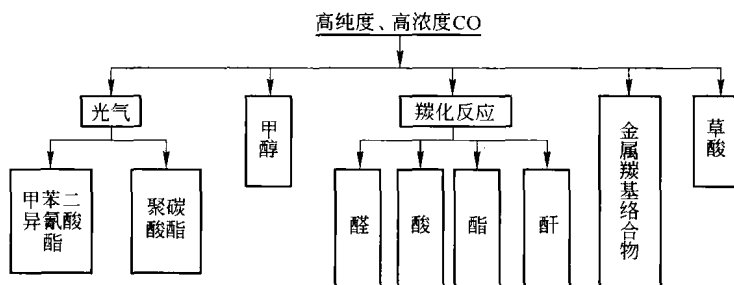 高纯度、高浓度CO
光气
甲醇
羰化反应
金属羰基络合物
草酸
甲苯二
异氰酸
酯
聚碳
酸酯
醛
酸
酯
酐